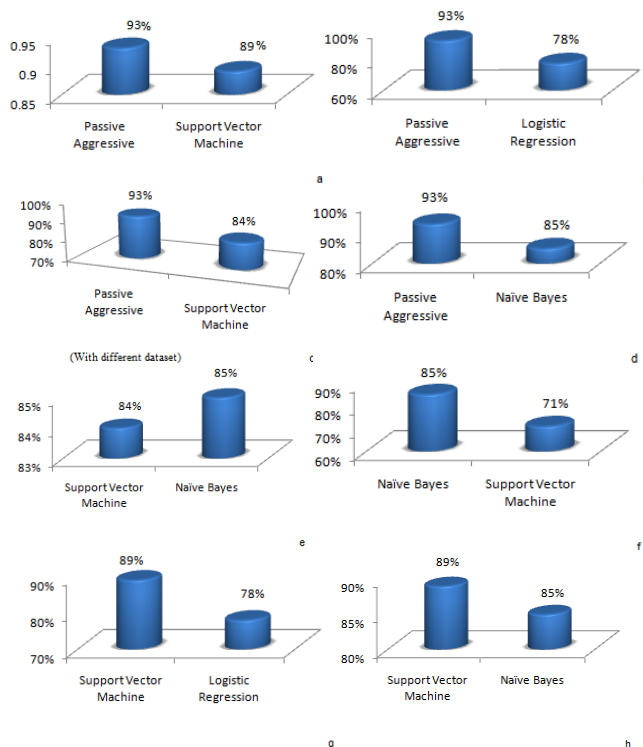 93%
89%
0.95
0.9
0.85
Passive Aggressive
Support Vector Machine
a
93%
78%
100%
80%
60%
Passive Aggressive
Logistic Regression
93%
84%
100%
90%
80%
70%
Passive Aggressive
Support Vector Machine
(With different dataset)
c
93%
85%
100%
90%
80%
Passive Aggressive
Naïve Bayes
d
84%
85%
85%
84%
83%
Support Vector Machine
Naïve Bayes
e
85%
71%
90%
80%
70%
60%
Naïve Bayes
Support Vector Machine
f
89%
78%
90%
80%
70%
Support Vector Machine
Logistic Regression
g
89%
85%
90%
85%
80%
Support Vector Machine
Naïve Bayes
h